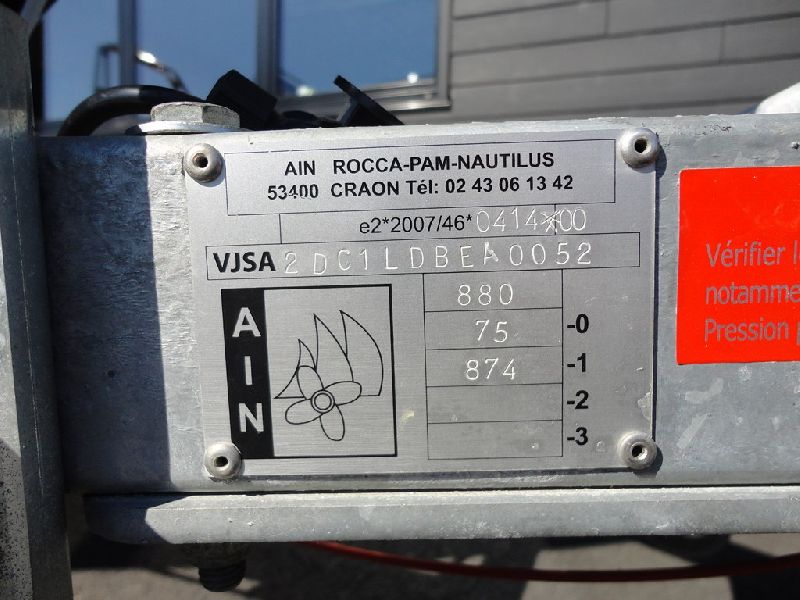 AIN ROCCA-PAM-NAUTILUS
53400 CRAON Tél: 02 43 06 13 42
e2*2007/46*0414*00
VJSA 2DC1LDBEA0052
880
75 -0
874 -1
-2
-3
AIN
Vérifier
Pression